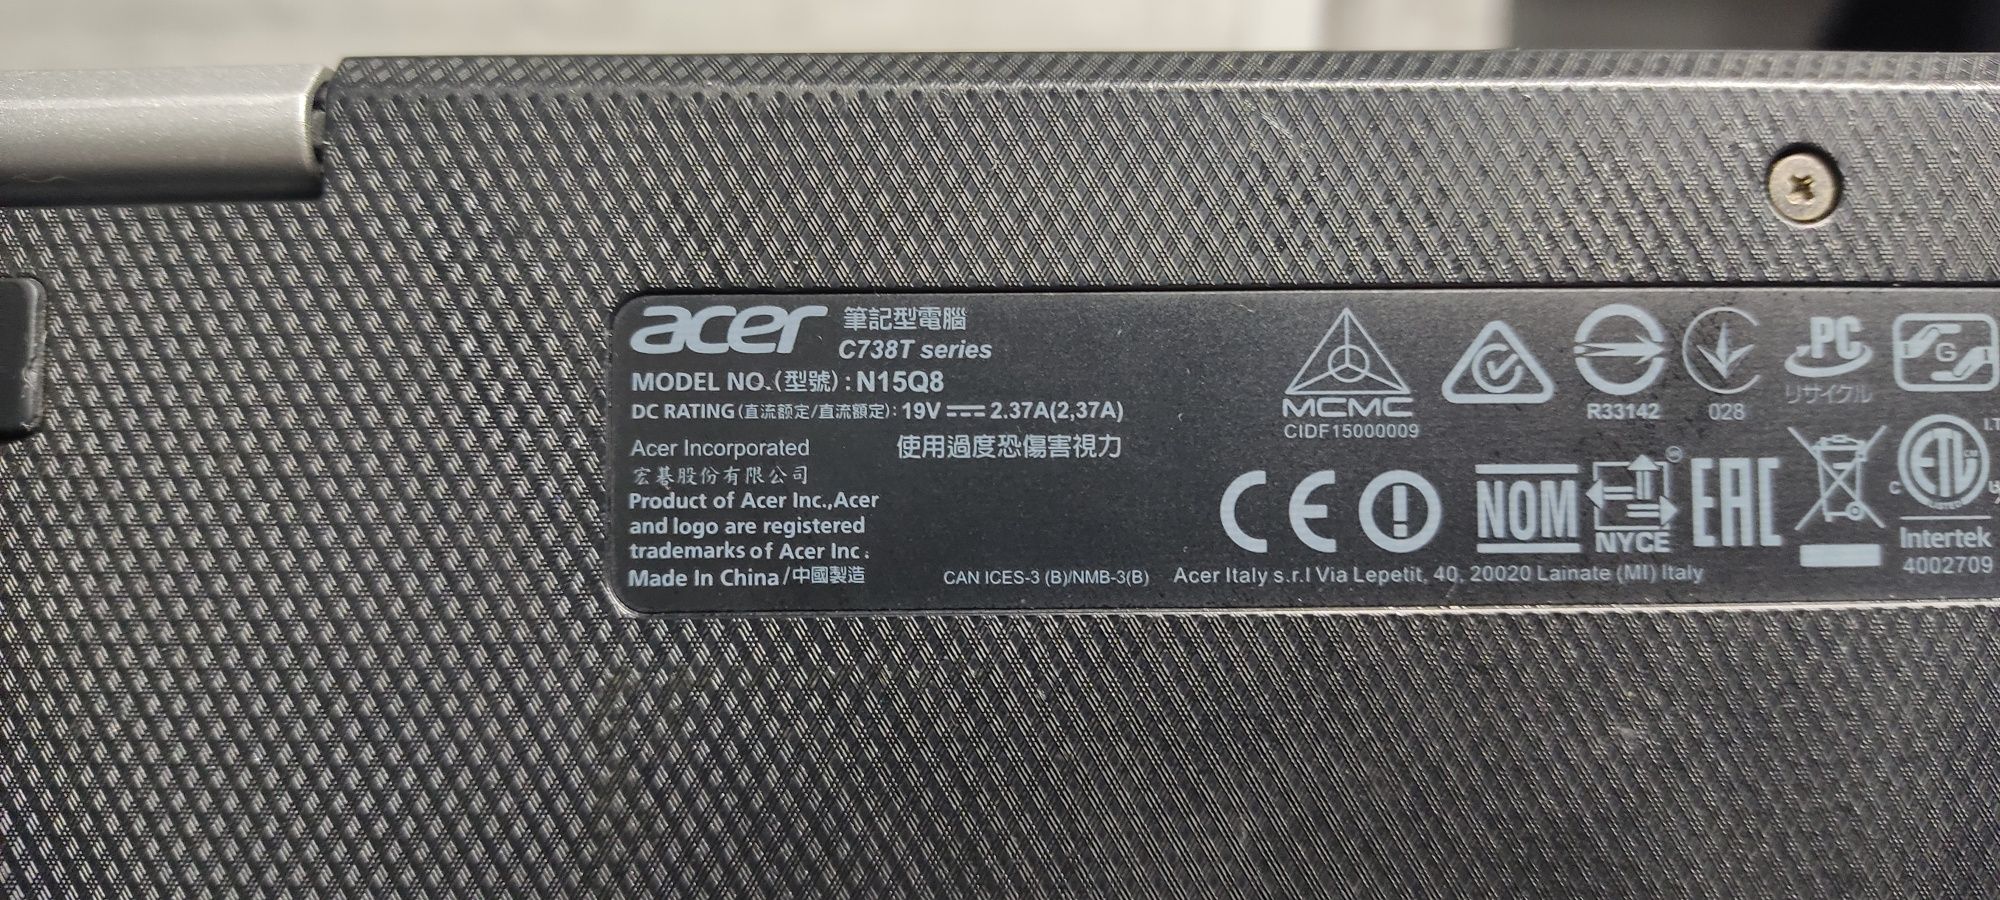 acer 筆記型電腦
C738T series
MODEL NO.(型號):N15Q8
DC RATING(直流額定/直流额定): 19V 2.37A(2,37A)
Acer Incorporated 使用過度恐傷害視力
宏碁股份有限公司
Product of Acer Inc.,Acer
and logo are registered
trademarks of Acer Inc.
Made In China/中國製造
CAN ICES-3 (B)/NMB-3(B) Acer Italy s.r.l Via Lepetit, 40, 20020 Lainate (MI) Italy
MCMC
CIDF15000009
R33142
028
PC
リサイクル
G
CE
NOM
NYCE
EAC
ETL
Intertek
4002709